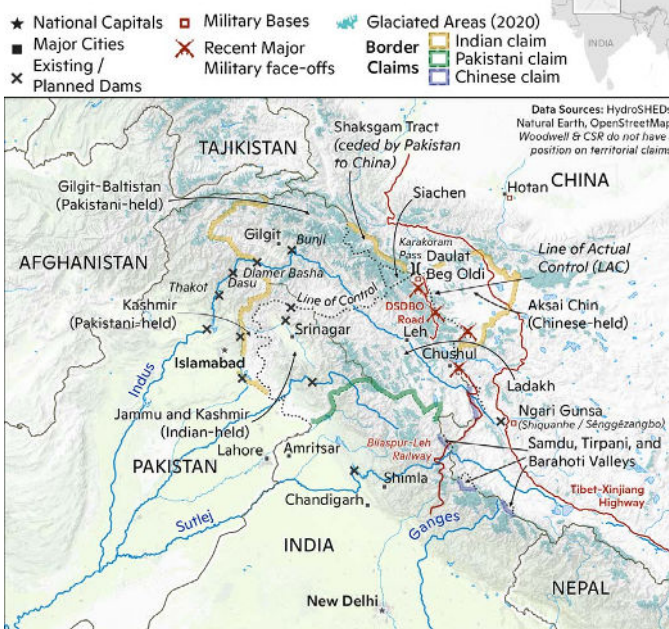 National Capitals
Military Bases
Glaciated Areas (2020)
INDIA
Major Cities
Recent Major
Military face-offs
Existing /
Planned Dams
Border
Claims
Indian claim
Pakistani claim
Chinese claim
Data Sources: HydroSHEDs
Natural Earth, OpenStreetMap
Woodwell & CSR do not have
position on territorial claims
TAJIKISTAN
Shaksgam Tract
(ceded by Pakistan
to China)
CHINA
Hotan
Gilgit-Baltistan
(Pakistani-held)
Siachen
Gilgit
Bunji
Karakoram
Pass
Daulat
Beg Oldi
Line of Actual
Control (LAC)
AFGHANISTAN
Diamer Basha
Dasu
Thakot
Line of Control
DSDBO
Road
Aksai Chin
(Chinese-held)
Kashmir
(Pakistani-held)
Srinagar
Leh
Islamabad
Chushul
Ladakh
Indus
Jammu and Kashmir
(Indian-held)
Ngari Gunsa
(Shiquanhe / Sênggêzangbo)
Lahore
Amritsar
PAKISTAN
Bilaspur-Leh
Railway
Samdu, Tirpani, and
Barahoti Valleys
Shimla
Tibet-Xinjiang
Highway
Chandigarh
Sutlej
Ganges
INDIA
NEPAL
New Delhi